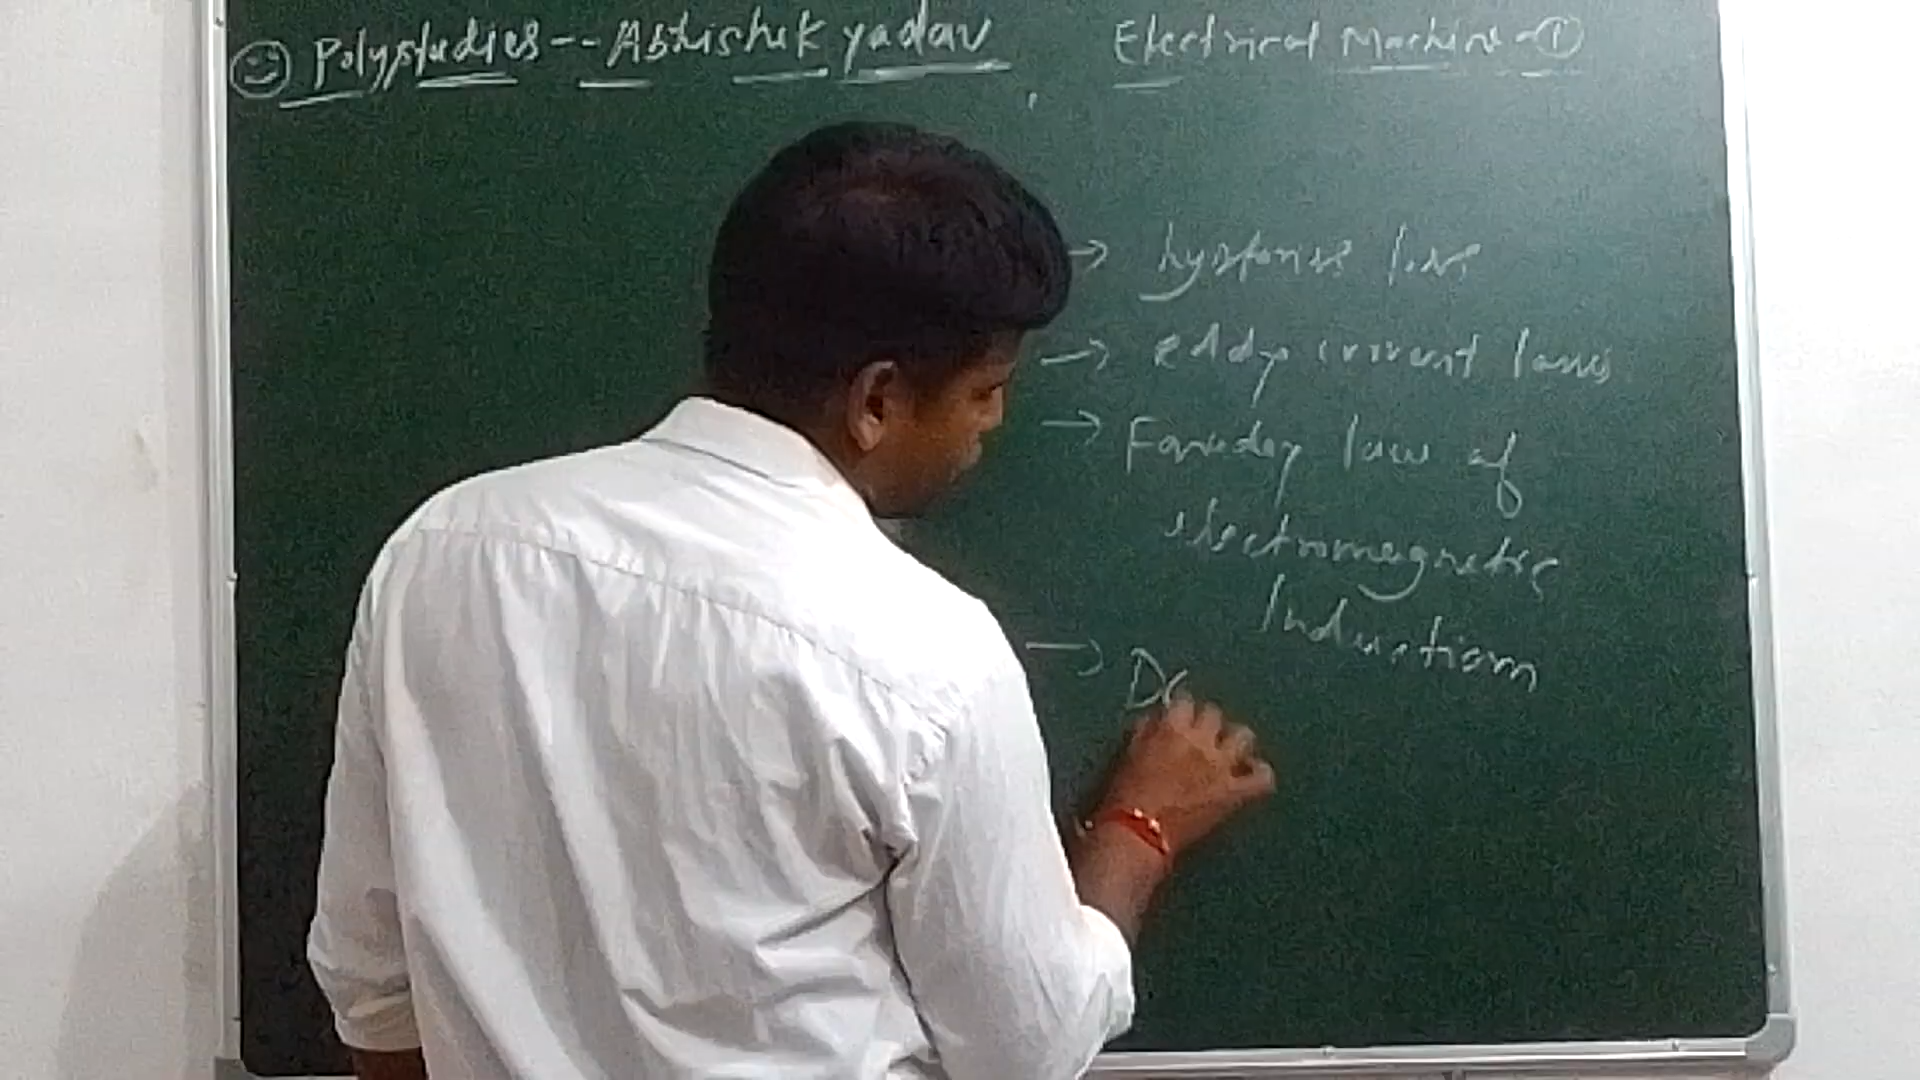 Polystudies -- Abhishek yadav
Electrical Machine - 1
→ hysteresis loss
→ eddy current loss
→ Faraday law of
electromagnetic
Induction
→ DC